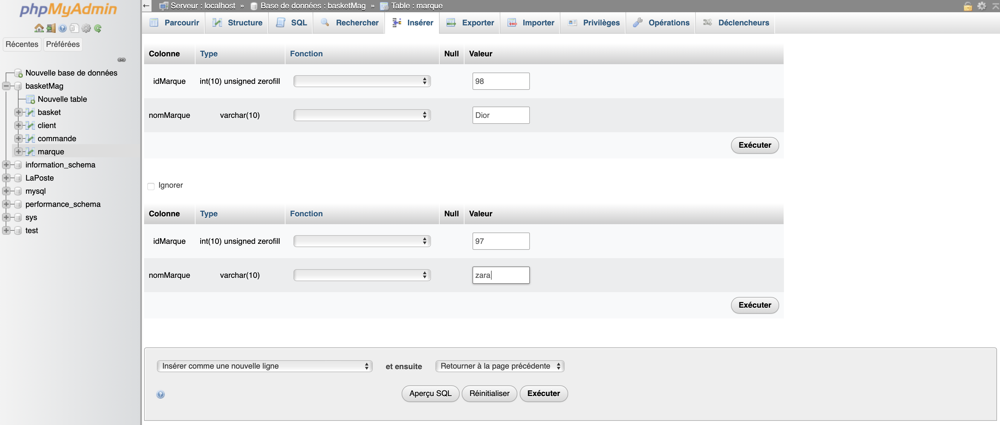 phpMyAdmin
Récentes Préférées
Nouvelle base de données
basketMag
Nouvelle table
basket
client
commande
marque
information_schema
LaPoste
mysql
performance_schema
sys
test
Serveur : localhost » Base de données : basketMag » Table : marque
Parcourir Structure SQL Rechercher Insérer Exporter Importer Privilèges Opérations Déclencheurs
Colonne Type Fonction Null Valeur
idMarque int(10) unsigned zerofill 98
nomMarque varchar(10) Dior
Exécuter
Ignorer
Colonne Type Fonction Null Valeur
idMarque int(10) unsigned zerofill 97
nomMarque varchar(10) zara
Exécuter
Insérer comme une nouvelle ligne et ensuite Retourner à la page précédente
Aperçu SQL Réinitialiser Exécuter